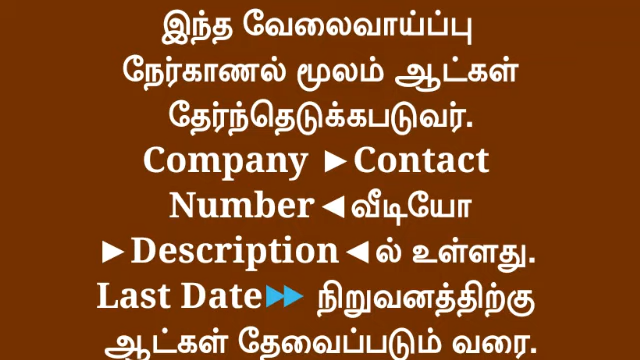 இந்த வேலைவாய்ப்பு
நேர்காணல் மூலம் ஆட்கள்
தேர்ந்தெடுக்கபடுவர்.
Company ►Contact
Number◄வீடியோ
►Description◄ல் உள்ளது.
Last Date⏩ நிறுவனத்திற்கு
ஆட்கள் தேவைப்படும் வரை.